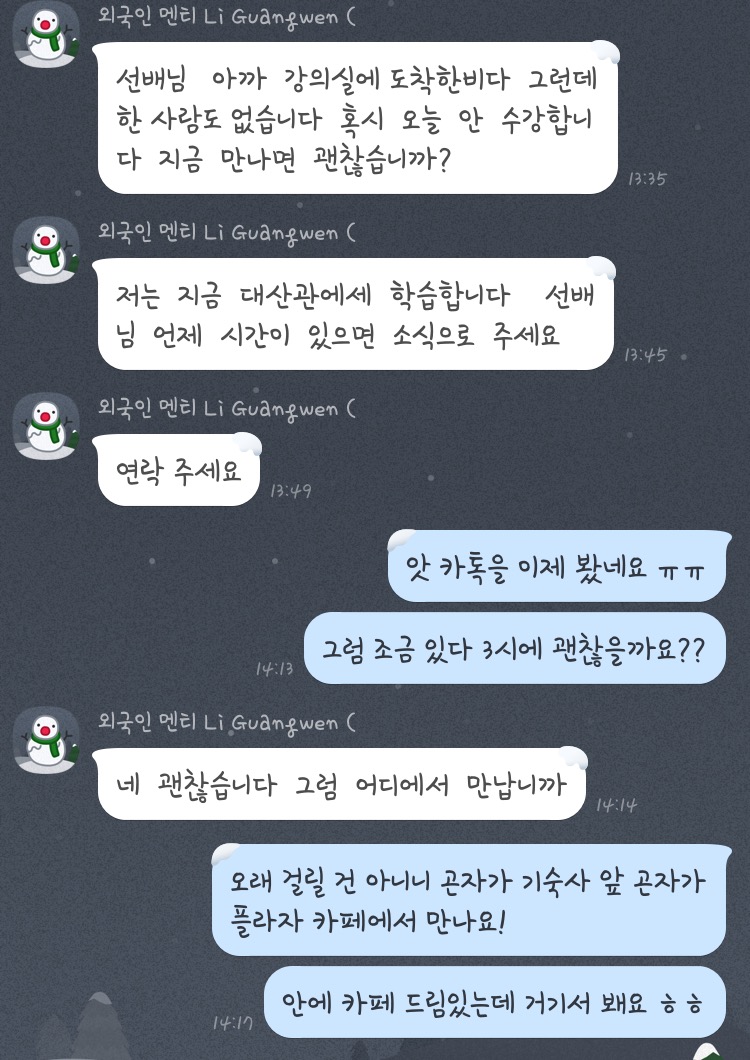 외국인 멘티 Li Guangwen (
선배님 아까 강의실에 도착한비다 그런데
한 사람도 없습니다 혹시 오늘 안 수강합니
다 지금 만나면 괜찮습니까?
13:35
외국인 멘티 Li Guangwen (
저는 지금 대산관에세 학습합니다 선배
님 언제 시간이 있으면 소식으로 주세요
13:45
외국인 멘티 Li Guangwen (
연락 주세요
13:49
앗 카톡을 이제 봤네요 ㅠㅠ
그럼 조금 있다 3시에 괜찮을까요??
14:13
외국인 멘티 Li Guangwen (
네 괜찮습니다 그럼 어디에서 만납니까
14:14
오래 걸릴 건 아니니 곤자가 기숙사 앞 곤자가
플라자 카페에서 만나요!
안에 카페 드림있는데 거기서 봬요 ㅎㅎ
14:17